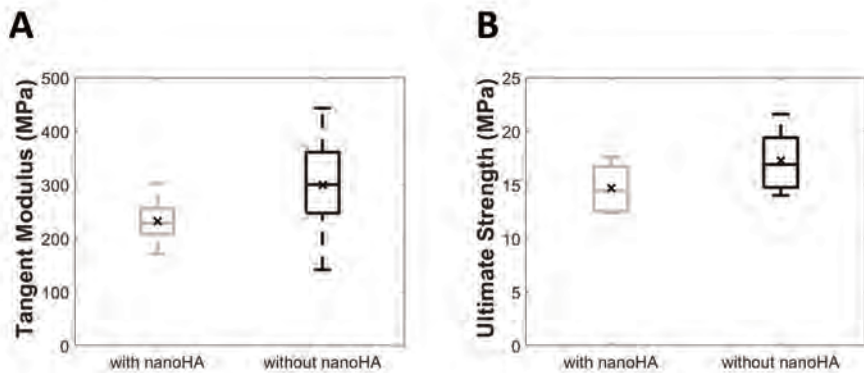 A
B
Tangent Modulus (MPa)
500
400
300
200
100
0
with nanoHA
without nanoHA
Ultimate Strength (MPa)
25
20
15
10
5
0
with nanoHA
without nanoHA